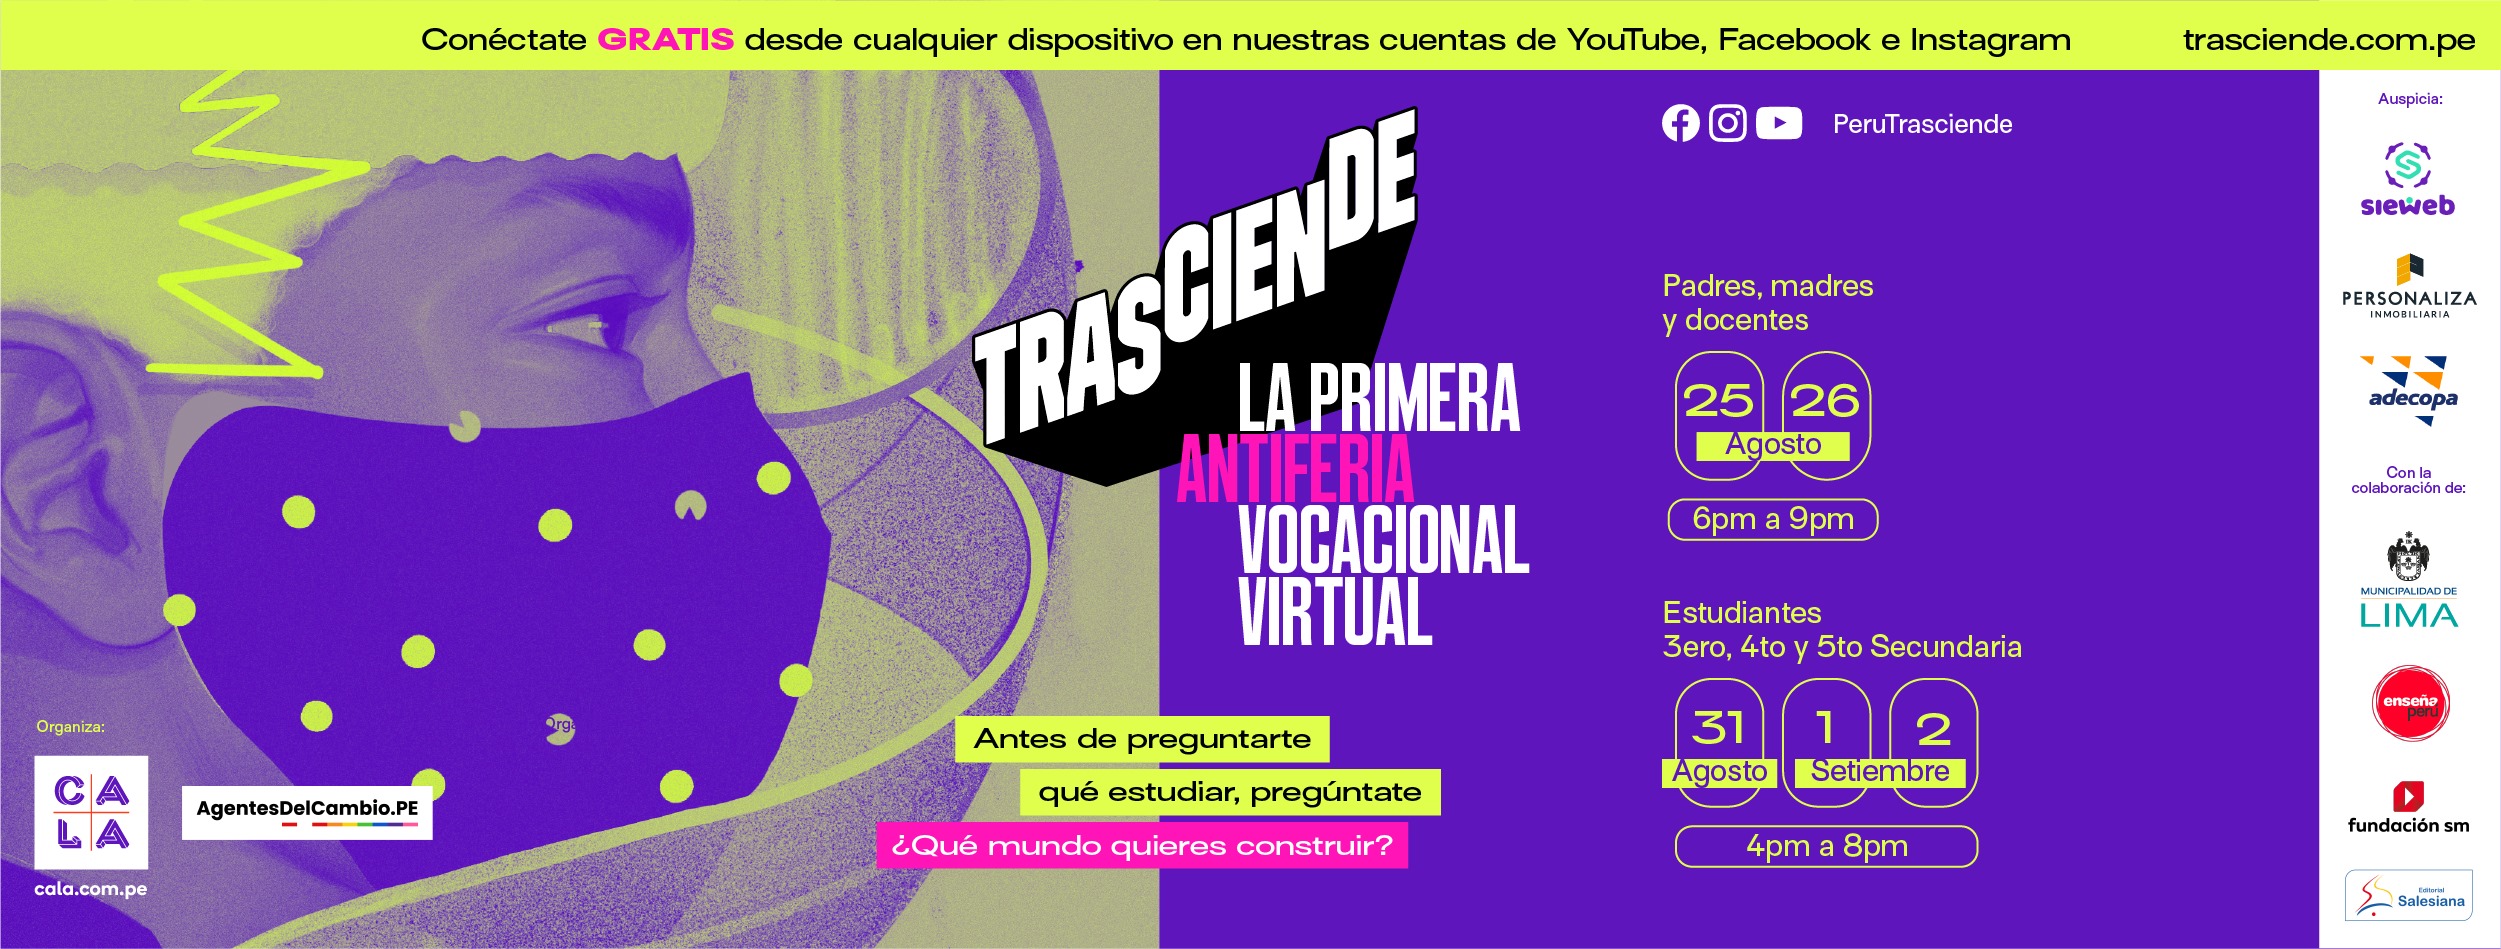 Conéctate GRATIS desde cualquier dispositivo en nuestras cuentas de YouTube, Facebook e Instagram
trasciende.com.pe
TRASCIENDE
LA PRIMERA
ANTIFERIA
VOCACIONAL
VIRTUAL
Antes de preguntarte
qué estudiar, pregúntate
¿Qué mundo quieres construir?
PeruTrasciende
Padres, madres
y docentes
25 26
Agosto
6pm a 9pm
Estudiantes
3ero, 4to y 5to Secundaria
31 1 2
Agosto Setiembre
4pm a 8pm
Organiza:
Orga
CA
LA
cala.com.pe
AgentesDelCambio.PE
Auspicia:
sieweb
PERSONALIZA
INMOBILIARIA
adecopa
Con la
colaboración de:
MUNICIPALIDAD DE
LIMA
enseña
perú
fundación sm
Editorial
Salesiana